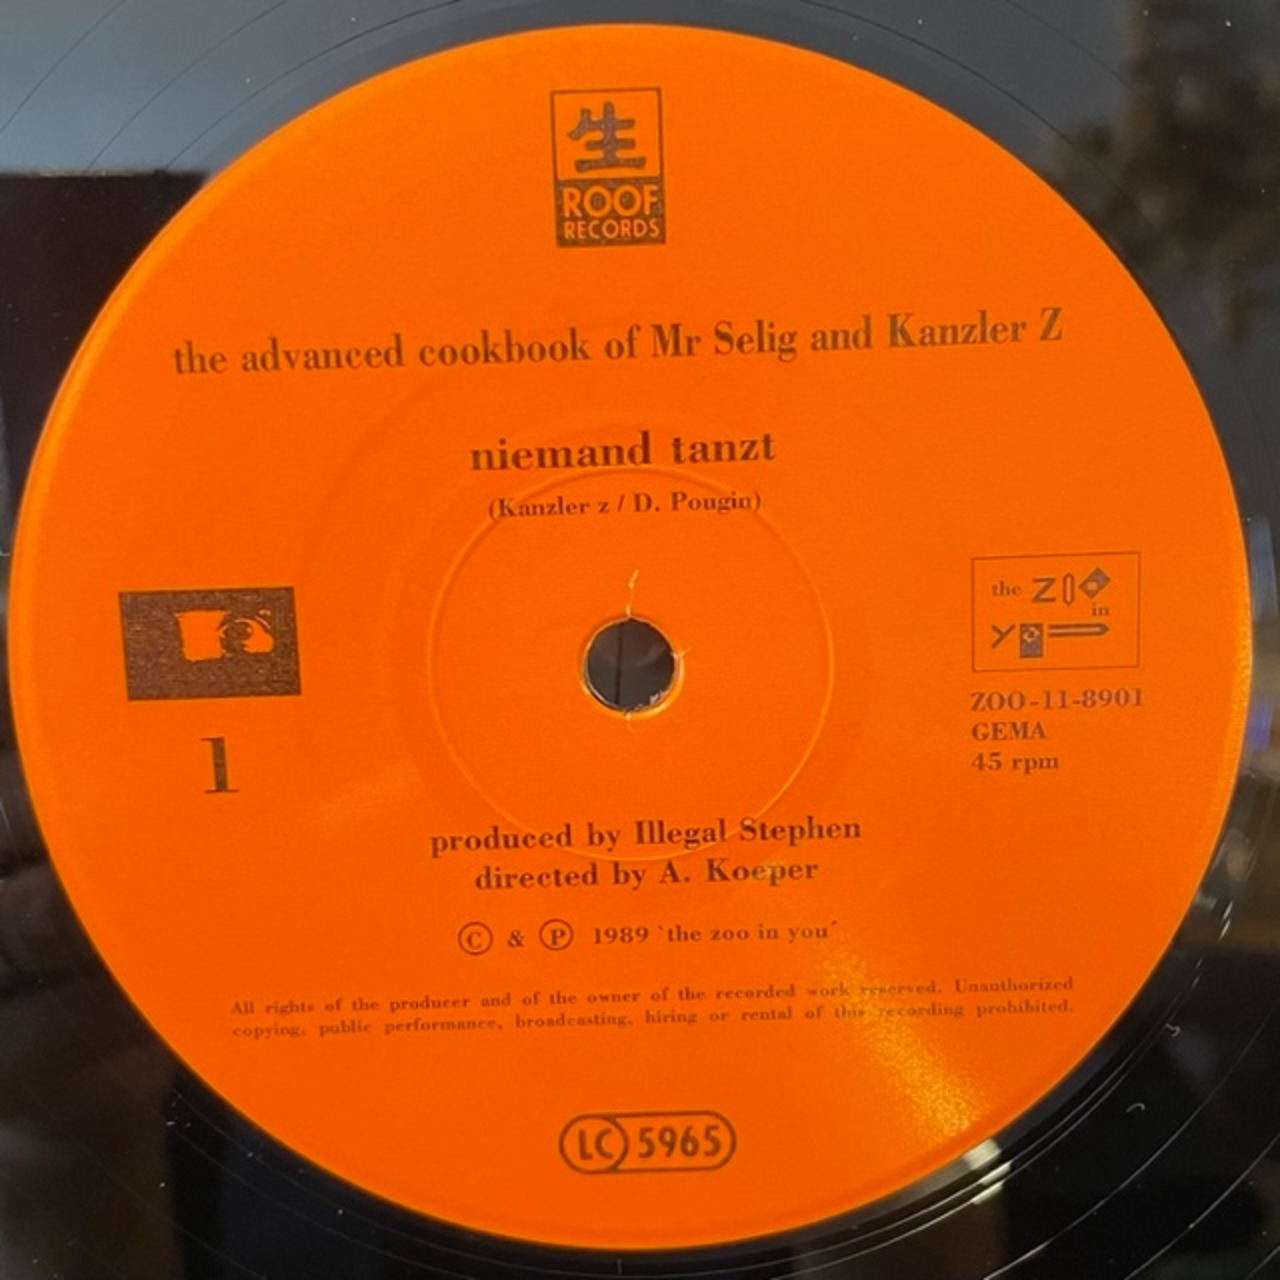 生
ROOF
RECORDS
the advanced cookbook of Mr Selig and Kanzler Z
niemand tanzt
(Kanzler z / D. Pougin)
the ZOO
in
YOU
ZOO-11-8901
GEMA
45 rpm
1
produced by Illegal Stephen
directed by A. Koeper
© & ℗ 1989 `the zoo in you´
All rights of the producer and of the owner of the recorded work reserved. Unauthorized
copying, public performance, broadcasting, hiring or rental of this recording prohibited.
LC 5965